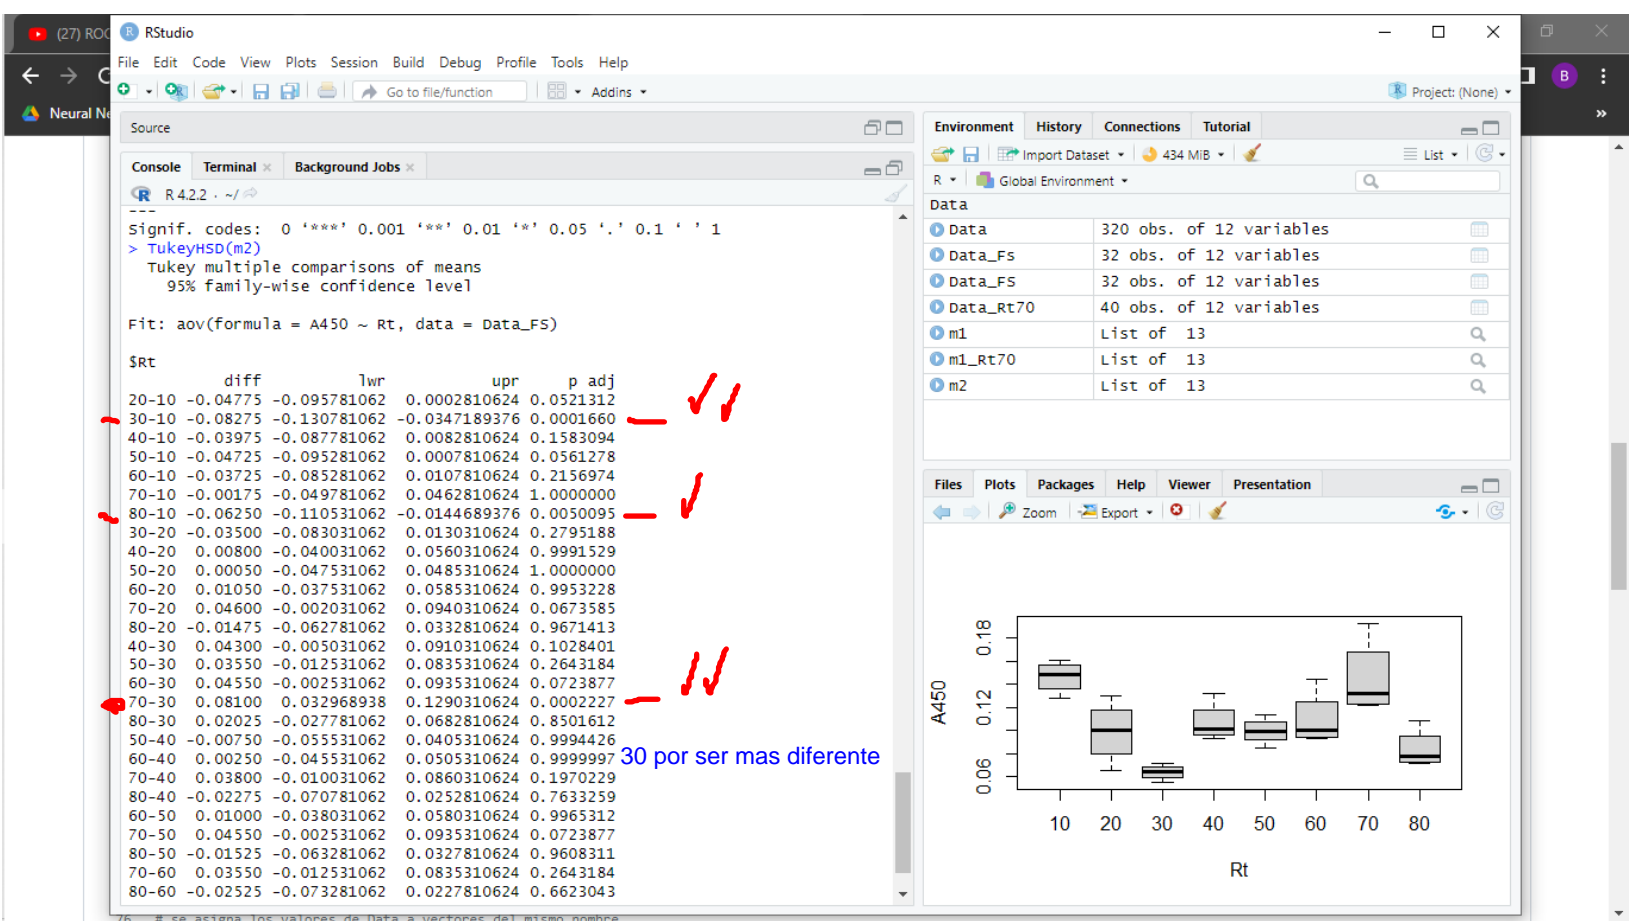 (27) ROC
RStudio
File Edit Code View Plots Session Build Debug Profile Tools Help
Go to file/function
Addins
Project: (None)
B
Neural Ne
Source
Console Terminal Background Jobs
R 4.2.2 · ~/
---
Signif. codes:  0 ‘***’ 0.001 ‘**’ 0.01 ‘*’ 0.05 ‘.’ 0.1 ‘ ’ 1
> TukeyHSD(m2)
Tukey multiple comparisons of means
95% family-wise confidence level
Fit: aov(formula = A450 ~ Rt, data = Data_FS)
$Rt
diff lwr upr p adj
20-10 -0.04775 -0.095781062 0.0002810624 0.0521312
30-10 -0.08275 -0.130781062 -0.0347189376 0.0001660
40-10 -0.03975 -0.087781062 0.0082810624 0.1583094
50-10 -0.04725 -0.095281062 0.0007810624 0.0561278
60-10 -0.03725 -0.085281062 0.0107810624 0.2156974
70-10 -0.00175 -0.049781062 0.0462810624 1.0000000
80-10 -0.06250 -0.110531062 -0.0144689376 0.0050095
30-20 -0.03500 -0.083031062 0.0130310624 0.2795188
40-20 0.00800 -0.040031062 0.0560310624 0.9991529
50-20 0.00050 -0.047531062 0.0485310624 1.0000000
60-20 0.01050 -0.037531062 0.0585310624 0.9953228
70-20 0.04600 -0.002031062 0.0940310624 0.0673585
80-20 -0.01475 -0.062781062 0.0332810624 0.9671413
40-30 0.04300 -0.005031062 0.0910310624 0.1028401
50-30 0.03550 -0.012531062 0.0835310624 0.2643184
60-30 0.04550 -0.002531062 0.0935310624 0.0723877
70-30 0.08100 0.032968938 0.1290310624 0.0002227
80-30 0.02025 -0.027781062 0.0682810624 0.8501612
50-40 -0.00750 -0.055531062 0.0405310624 0.9994426
60-40 0.00250 -0.045531062 0.0505310624 0.9999997
70-40 0.03800 -0.010031062 0.0860310624 0.1970229
80-40 -0.02275 -0.070781062 0.0252810624 0.7633259
60-50 0.01000 -0.038031062 0.0580310624 0.9965312
70-50 0.04550 -0.002531062 0.0935310624 0.0723877
80-50 -0.01525 -0.063281062 0.0327810624 0.9608311
70-60 0.03550 -0.012531062 0.0835310624 0.2643184
80-60 -0.02525 -0.073281062 0.0227810624 0.6623043
30 por ser mas diferente
Environment History Connections Tutorial
Import Dataset 434 MiB List
R Global Environment
Data
Data 320 obs. of 12 variables
Data_Fs 32 obs. of 12 variables
Data_FS 32 obs. of 12 variables
Data_Rt70 40 obs. of 12 variables
m1 List of 13
m1_Rt70 List of 13
m2 List of 13
Files Plots Packages Help Viewer Presentation
Zoom Export
A450
0.18
0.12
0.06
10 20 30 40 50 60 70 80
Rt
76 # se asigna los valores de Data a vectores del mismo nombre